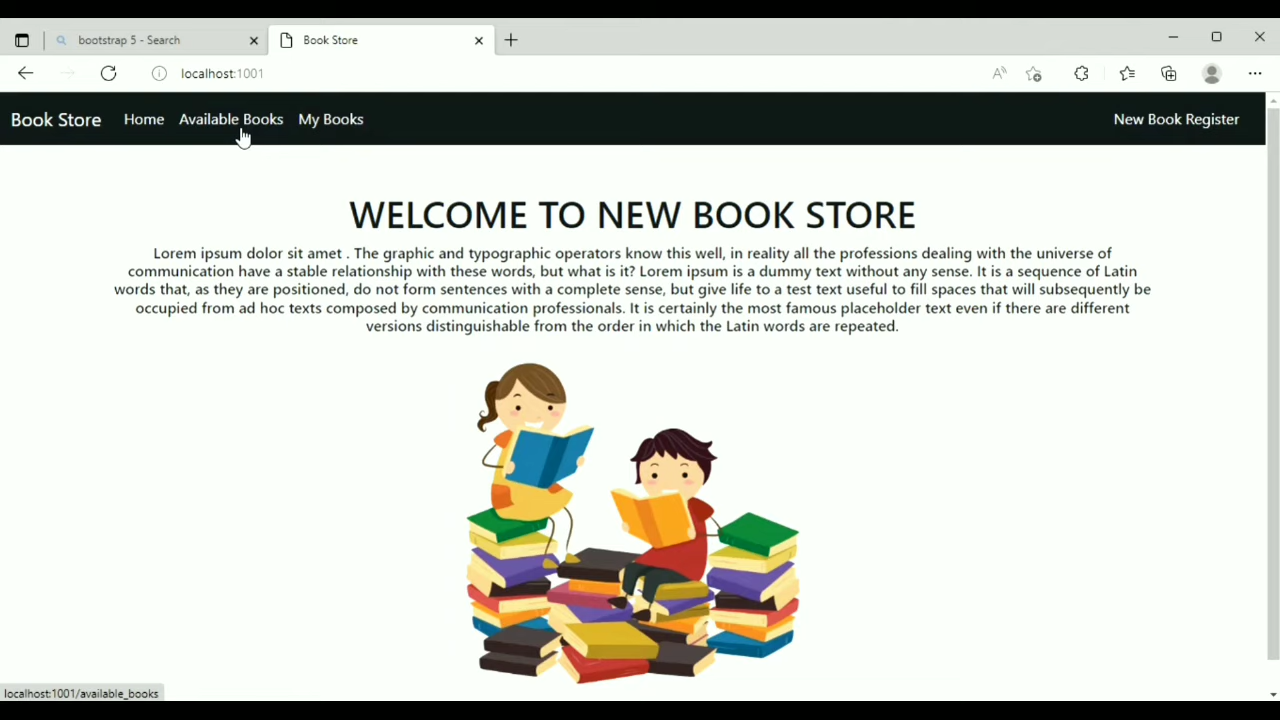 bootstrap 5 - Search
Book Store
localhost:1001
Book Store Home Available Books My Books New Book Register
WELCOME TO NEW BOOK STORE
Lorem ipsum dolor sit amet . The graphic and typographic operators know this well, in reality all the professions dealing with the universe of
communication have a stable relationship with these words, but what is it? Lorem ipsum is a dummy text without any sense. It is a sequence of Latin
words that, as they are positioned, do not form sentences with a complete sense, but give life to a test text useful to fill spaces that will subsequently be
occupied from ad hoc texts composed by communication professionals. It is certainly the most famous placeholder text even if there are different
versions distinguishable from the order in which the Latin words are repeated.
localhost:1001/available_books